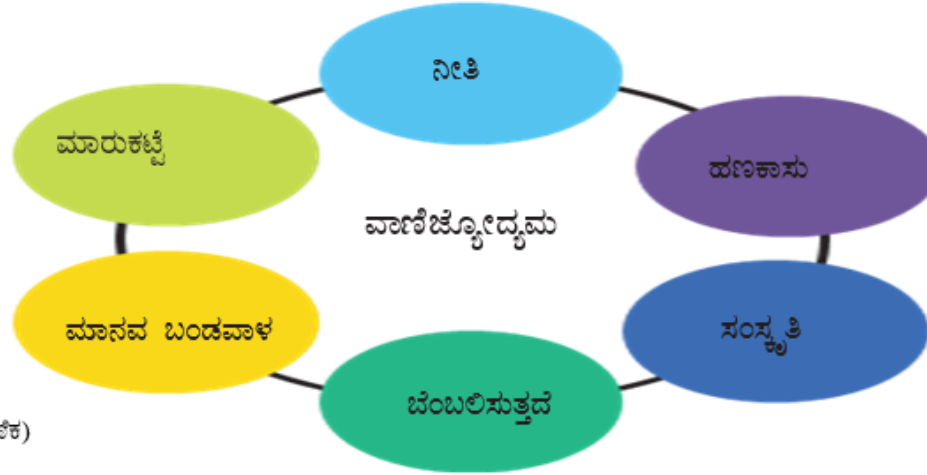 ನೀತಿ
ಮಾರುಕಟ್ಟೆ
ಹಣಕಾಸು
ವಾಣಿಜ್ಯೋದ್ಯಮ
ಮಾನವ ಬಂಡವಾಳ
ಸಂಸ್ಕೃತಿ
ಬೆಂಬಲಿಸುತ್ತದೆ